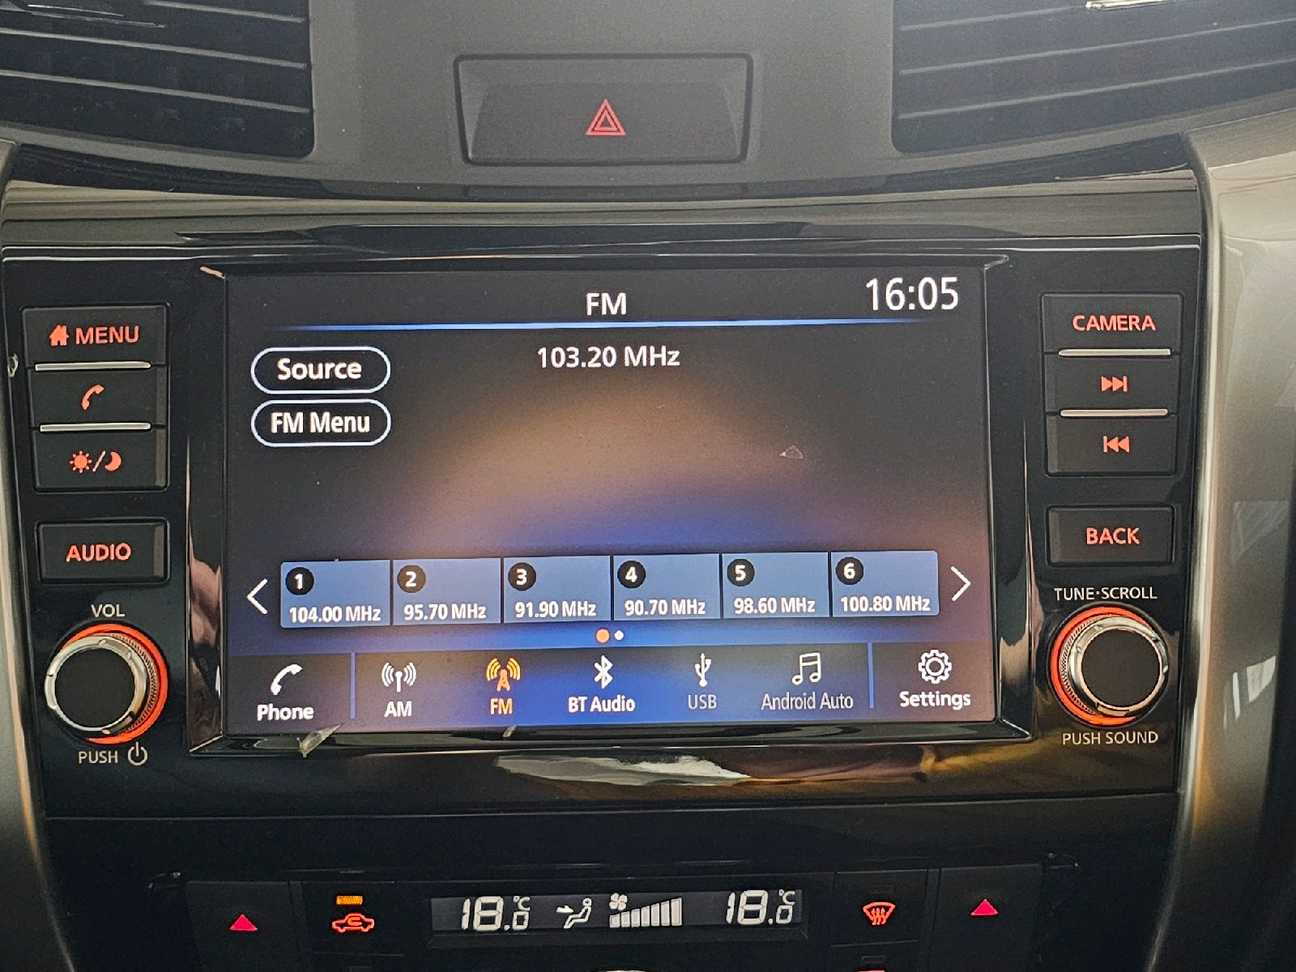 FM
16:05
MENU
CAMERA
Source
103.20 MHz
FM Menu
AUDIO
BACK
1 2 3 4 5 6
104.00 MHz 95.70 MHz 91.90 MHz 90.70 MHz 98.60 MHz 100.80 MHz
VOL
TUNE·SCROLL
Phone AM FM BT Audio USB Android Auto Settings
PUSH
PUSH SOUND
18.0 °C 18.0 °C